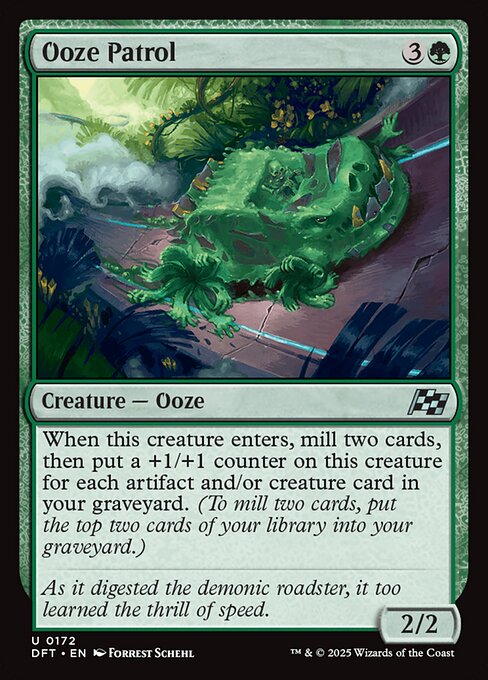 Ooze Patrol 3
Creature — Ooze
When this creature enters, mill two cards,
then put a +1/+1 counter on this creature
for each artifact and/or creature card in
your graveyard. (To mill two cards, put
the top two cards of your library into your
graveyard.)
As it digested the demonic roadster, it too
learned the thrill of speed.
2/2
U 0172
DFT • EN Forrest Schehl ™ & © 2025 Wizards of the Coast